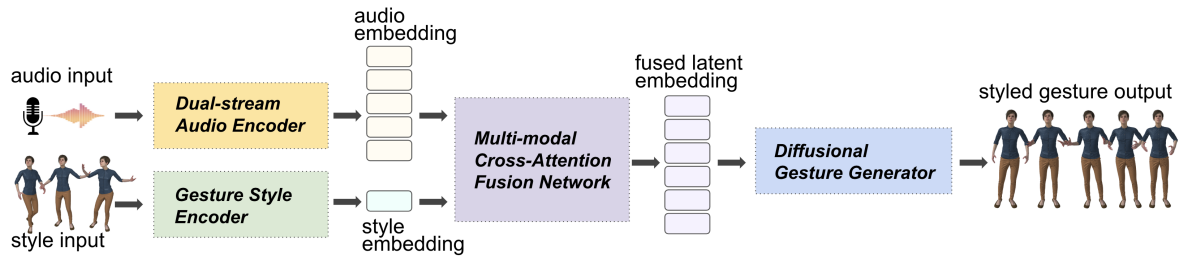 audio input
Dual-stream
Audio Encoder
audio
embedding
style input
Gesture Style
Encoder
style
embedding
Multi-modal
Cross-Attention
Fusion Network
fused latent
embedding
Diffusional
Gesture Generator
styled gesture output